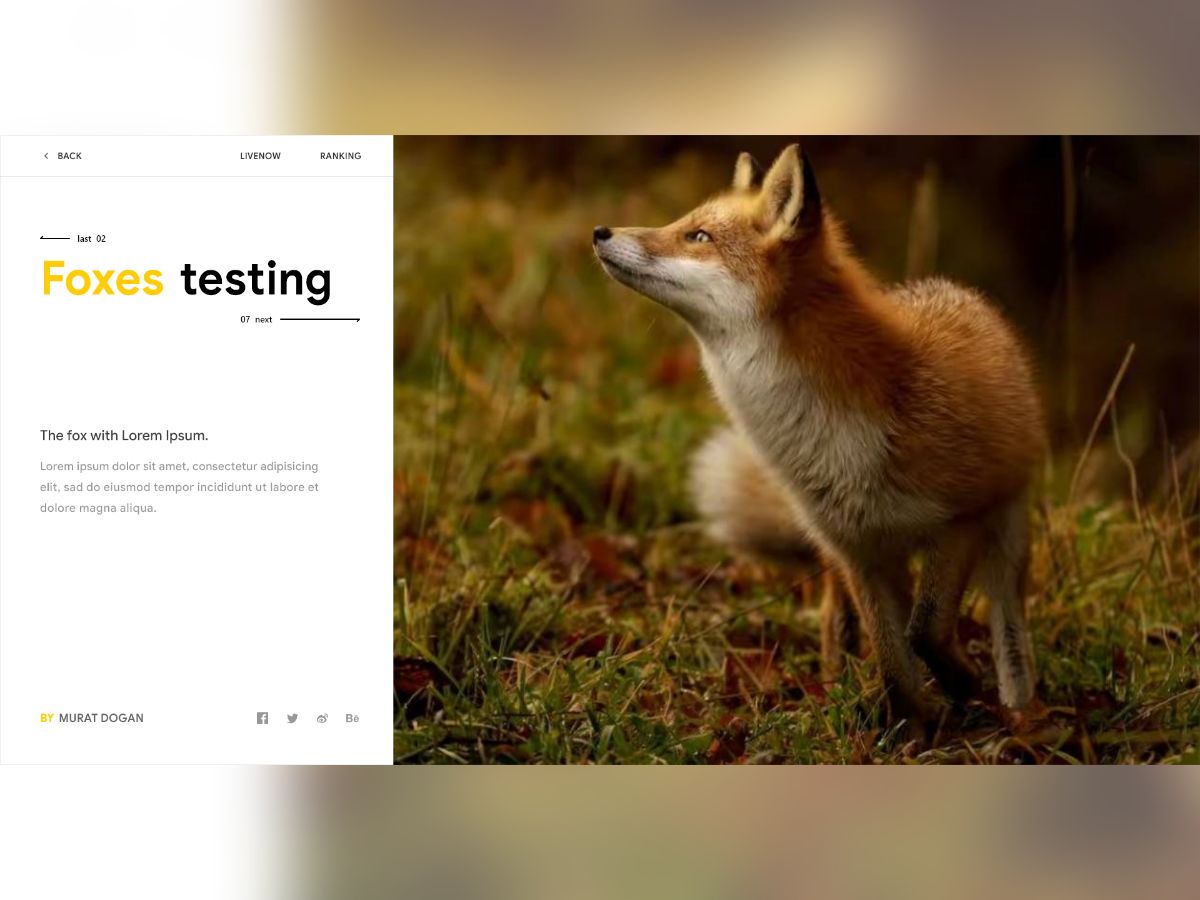 BACK
LIVENOW
RANKING
last 02
Foxes testing
07 next
The fox with Lorem Ipsum.
Lorem ipsum dolor sit amet, consectetur adipisicing
elit, sad do eiusmod tempor incididunt ut labore et
dolore magna aliqua.
BY MURAT DOGAN
Bē